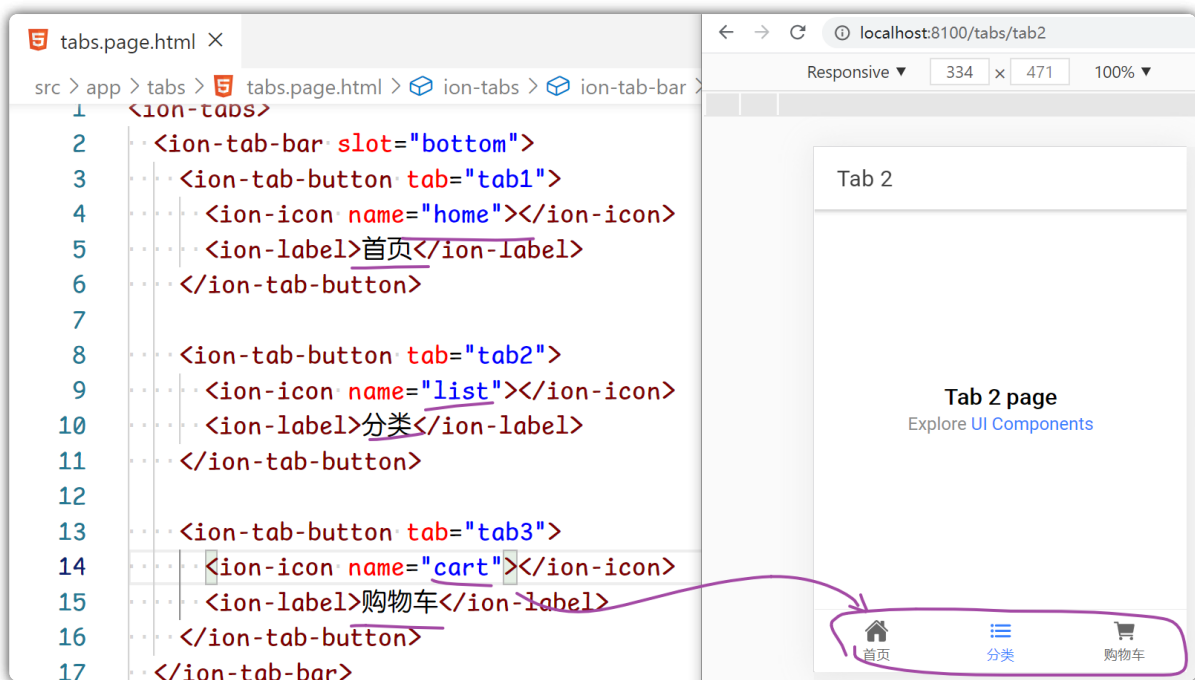 tabs.page.html
src > app > tabs > tabs.page.html > ion-tabs > ion-tab-bar >
1 <ion-tabs>
2 <ion-tab-bar slot="bottom">
3 <ion-tab-button tab="tab1">
4 <ion-icon name="home"></ion-icon>
5 <ion-label>首页</ion-label>
6 </ion-tab-button>
7
8 <ion-tab-button tab="tab2">
9 <ion-icon name="list"></ion-icon>
10 <ion-label>分类</ion-label>
11 </ion-tab-button>
12
13 <ion-tab-button tab="tab3">
14 <ion-icon name="cart"></ion-icon>
15 <ion-label>购物车</ion-label>
16 </ion-tab-button>
17 </ion-tab-bar>
localhost:8100/tabs/tab2
Responsive ▼ 334 × 471 100% ▼
Tab 2
Tab 2 page
Explore UI Components
首页 分类 购物车